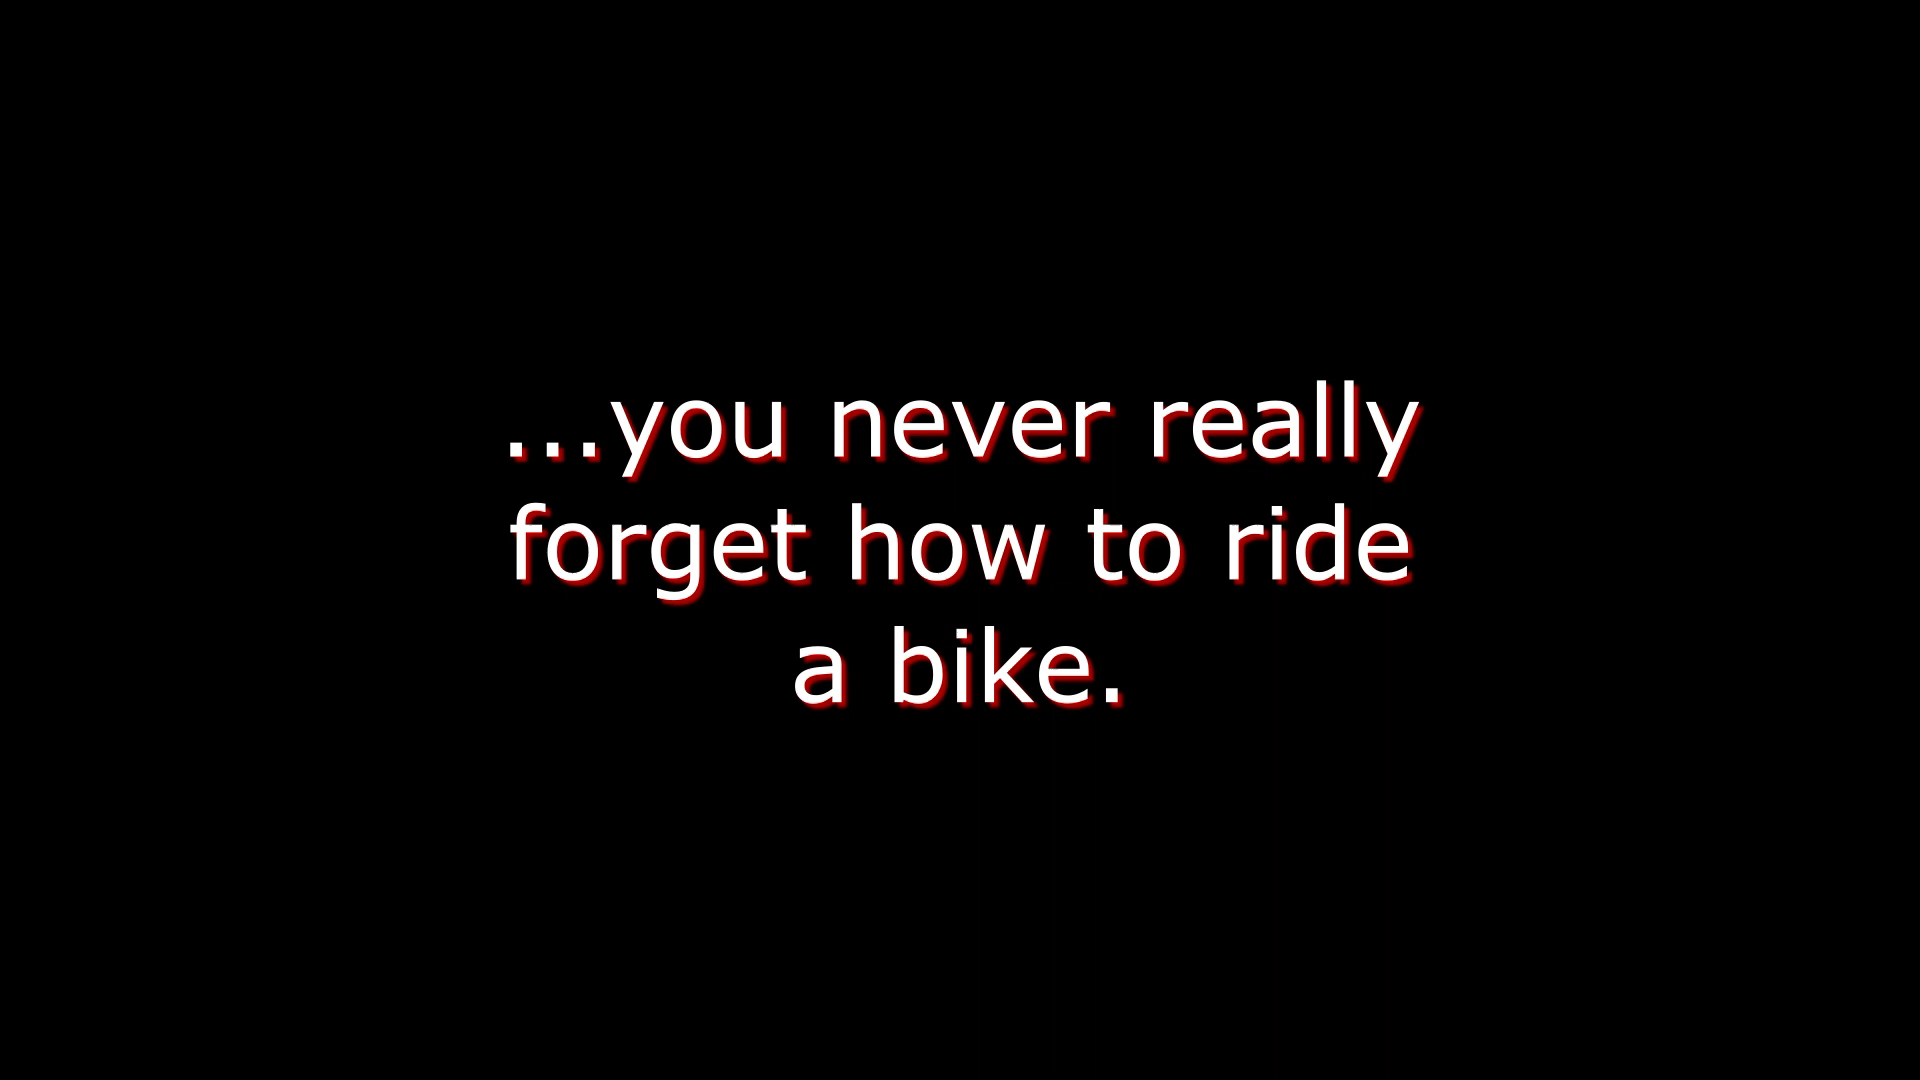 ...you never really
forget how to ride
a bike.